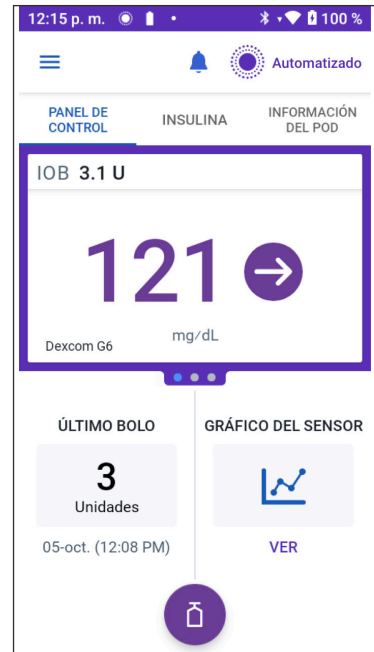 12:15 p. m. 100 %
Automatizado
PANEL DE
CONTROL
INSULINA
INFORMACIÓN
DEL POD
IOB 3.1 U
121
mg/dL
Dexcom G6
ÚLTIMO BOLO
3
Unidades
05-oct. (12:08 PM)
GRÁFICO DEL SENSOR
VER